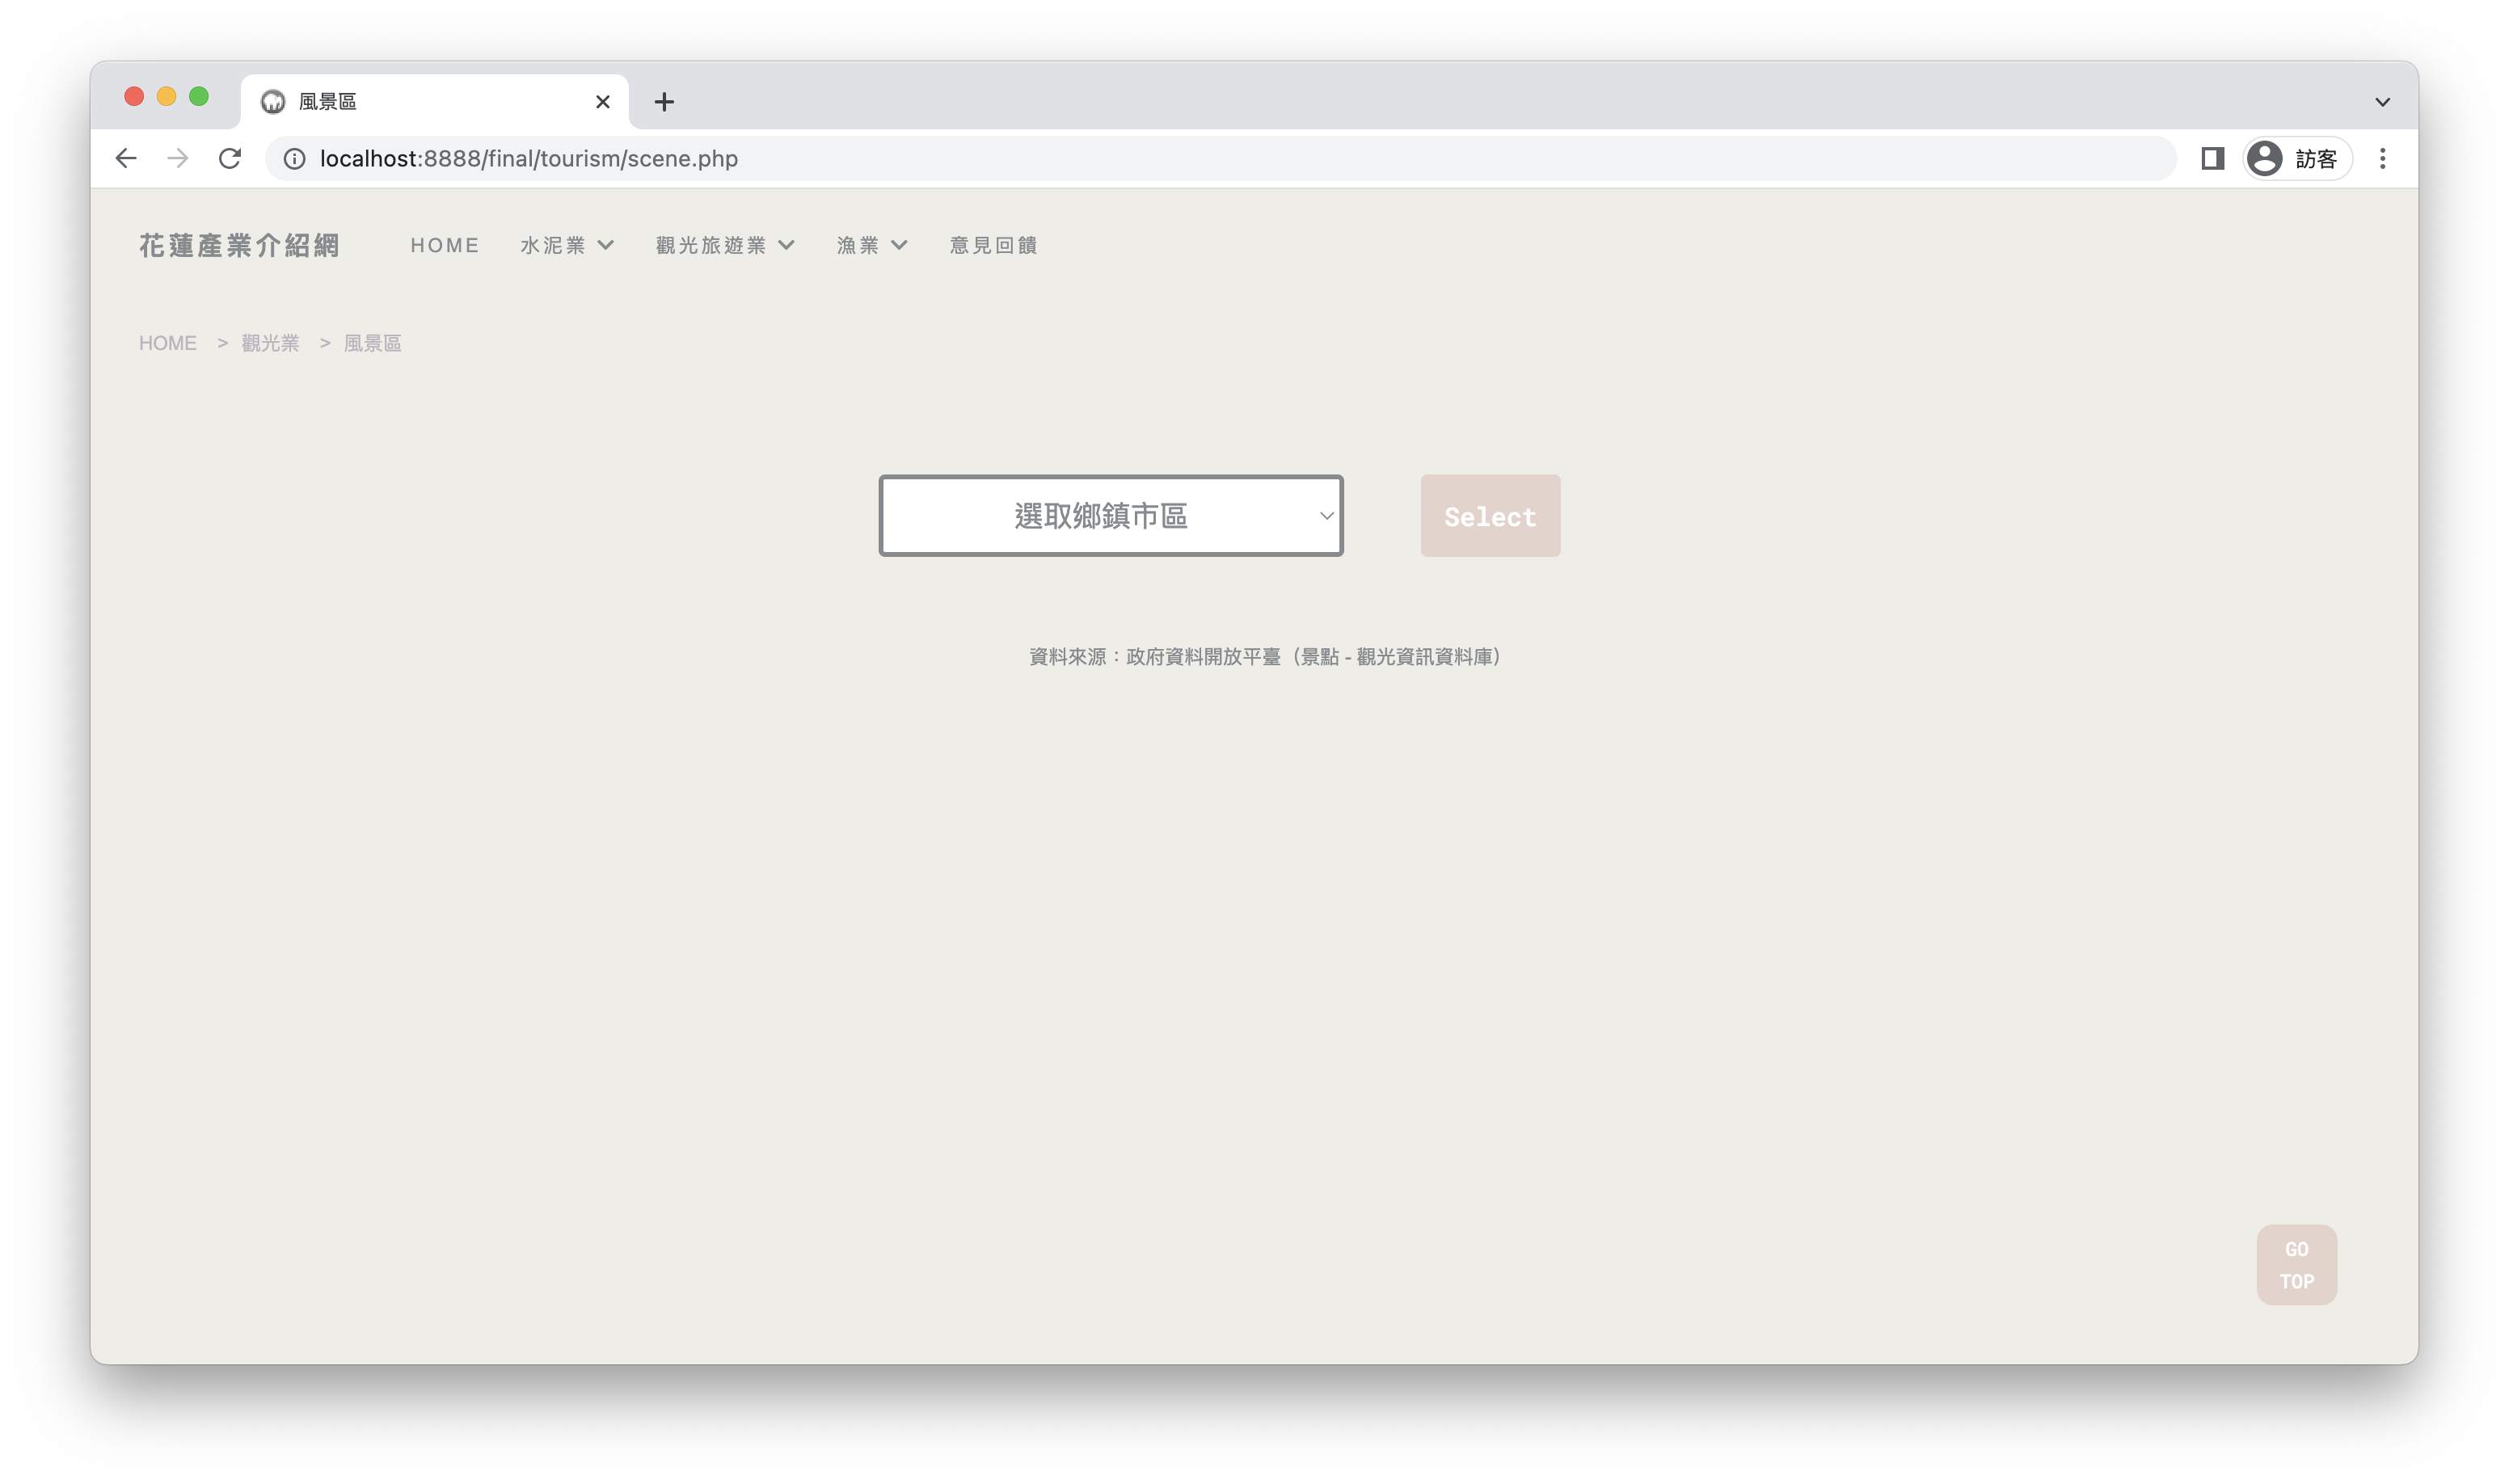 風景區
localhost:8888/final/tourism/scene.php
訪客
花蓮產業介紹網 HOME 水泥業 觀光旅遊業 漁業 意見回饋
HOME > 觀光業 > 風景區
選取鄉鎮市區 Select
資料來源：政府資料開放平臺（景點 - 觀光資訊資料庫）
GO
TOP